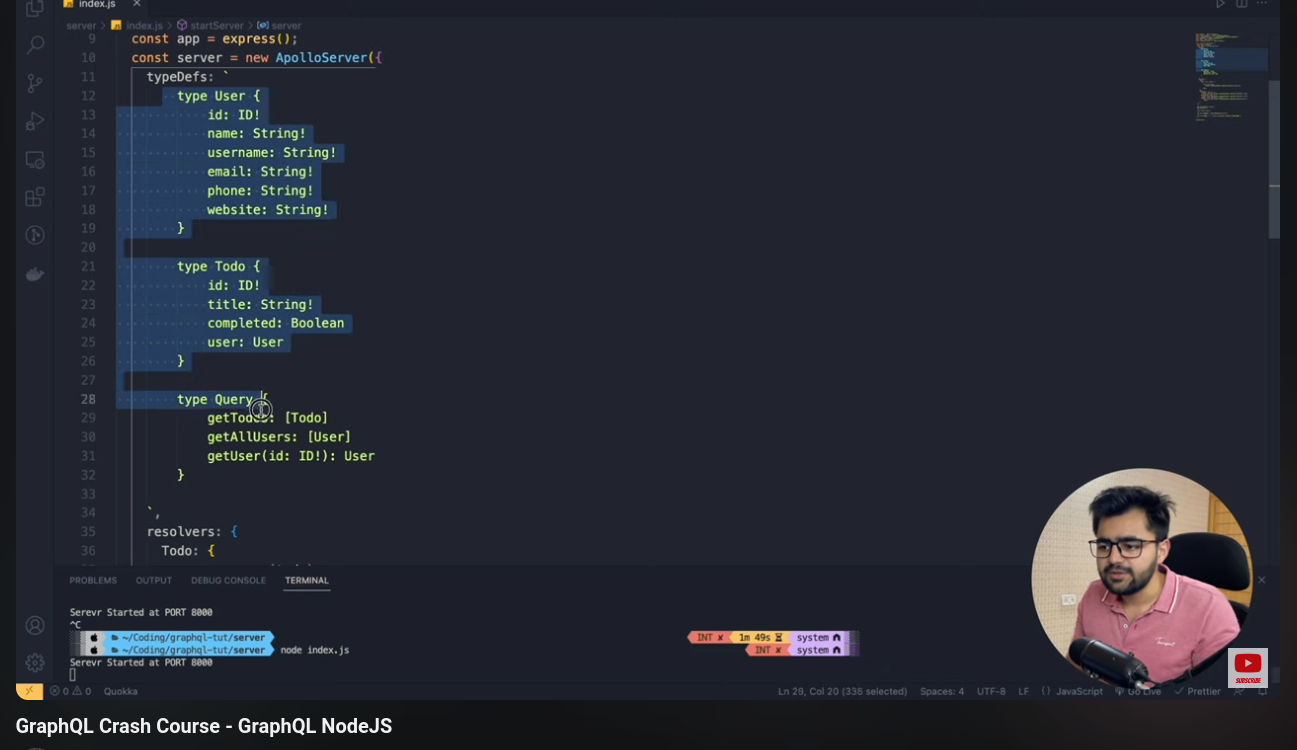 index.js
server > index.js > startServer > server
9 const app = express();
10 const server = new ApolloServer({
11 typeDefs: `
12 type User {
13 id: ID!
14 name: String!
15 username: String!
16 email: String!
17 phone: String!
18 website: String!
19 }
20
21 type Todo {
22 id: ID!
23 title: String!
24 completed: Boolean
25 user: User
26 }
27
28 type Query {
29 getTodos: [Todo]
30 getAllUsers: [User]
31 getUser(id: ID!): User
32 }
33
34 `,
35 resolvers: {
36 Todo: {
PROBLEMS OUTPUT DEBUG CONSOLE TERMINAL
Serevr Started at PORT 8000
^C
~/Coding/graphql-tut/server INT ✘ 1m 49s system
~/Coding/graphql-tut/server node index.js INT ✘ system
Serevr Started at PORT 8000
SUBSCRIBE
0 0 Quokka Ln 28, Col 20 (336 selected) Spaces: 4 UTF-8 LF {} JavaScript Go Live Prettier
GraphQL Crash Course - GraphQL NodeJS